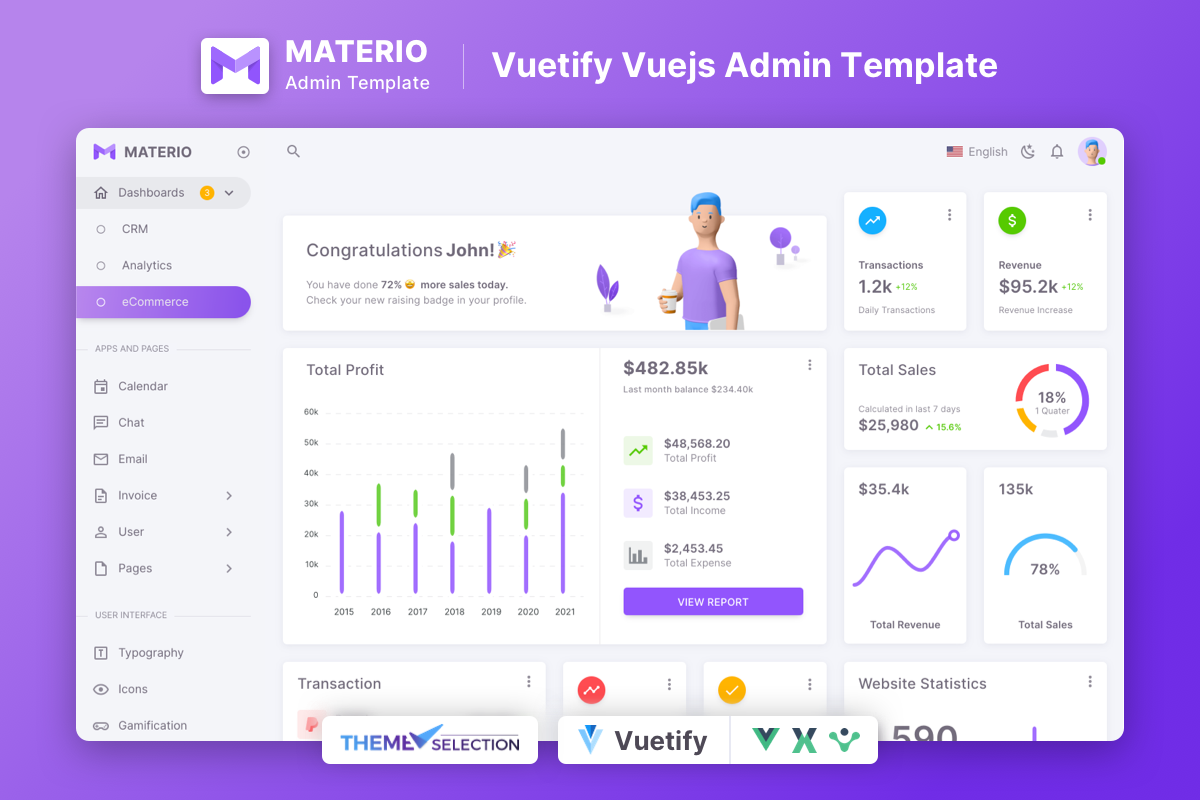 MATERIO
Admin Template
Vuetify Vuejs Admin Template
MATERIO
English
Dashboards 3
CRM
Analytics
eCommerce
APPS AND PAGES
Calendar
Chat
Email
Invoice
User
Pages
USER INTERFACE
Typography
Icons
Gamification
Congratulations John! 🎉
You have done 72% 🤩 more sales today.
Check your new raising badge in your profile.
Transactions
1.2k +12%
Daily Transactions
$
Revenue
$95.2k +12%
Revenue Increase
Total Profit
60k
50k
40k
30k
20k
10k
0
2015 2016 2017 2018 2019 2020 2021
$482.85k
Last month balance $234.40k
$48,568.20
Total Profit
$
$38,453.25
Total Income
$2,453.45
Total Expense
VIEW REPORT
Total Sales
Calculated in last 7 days
$25,980 15.6%
18%
1 Quater
$35.4k
Total Revenue
135k
78%
Total Sales
Transaction
Website Statistics
590
THEMESELECTION
Vuetify